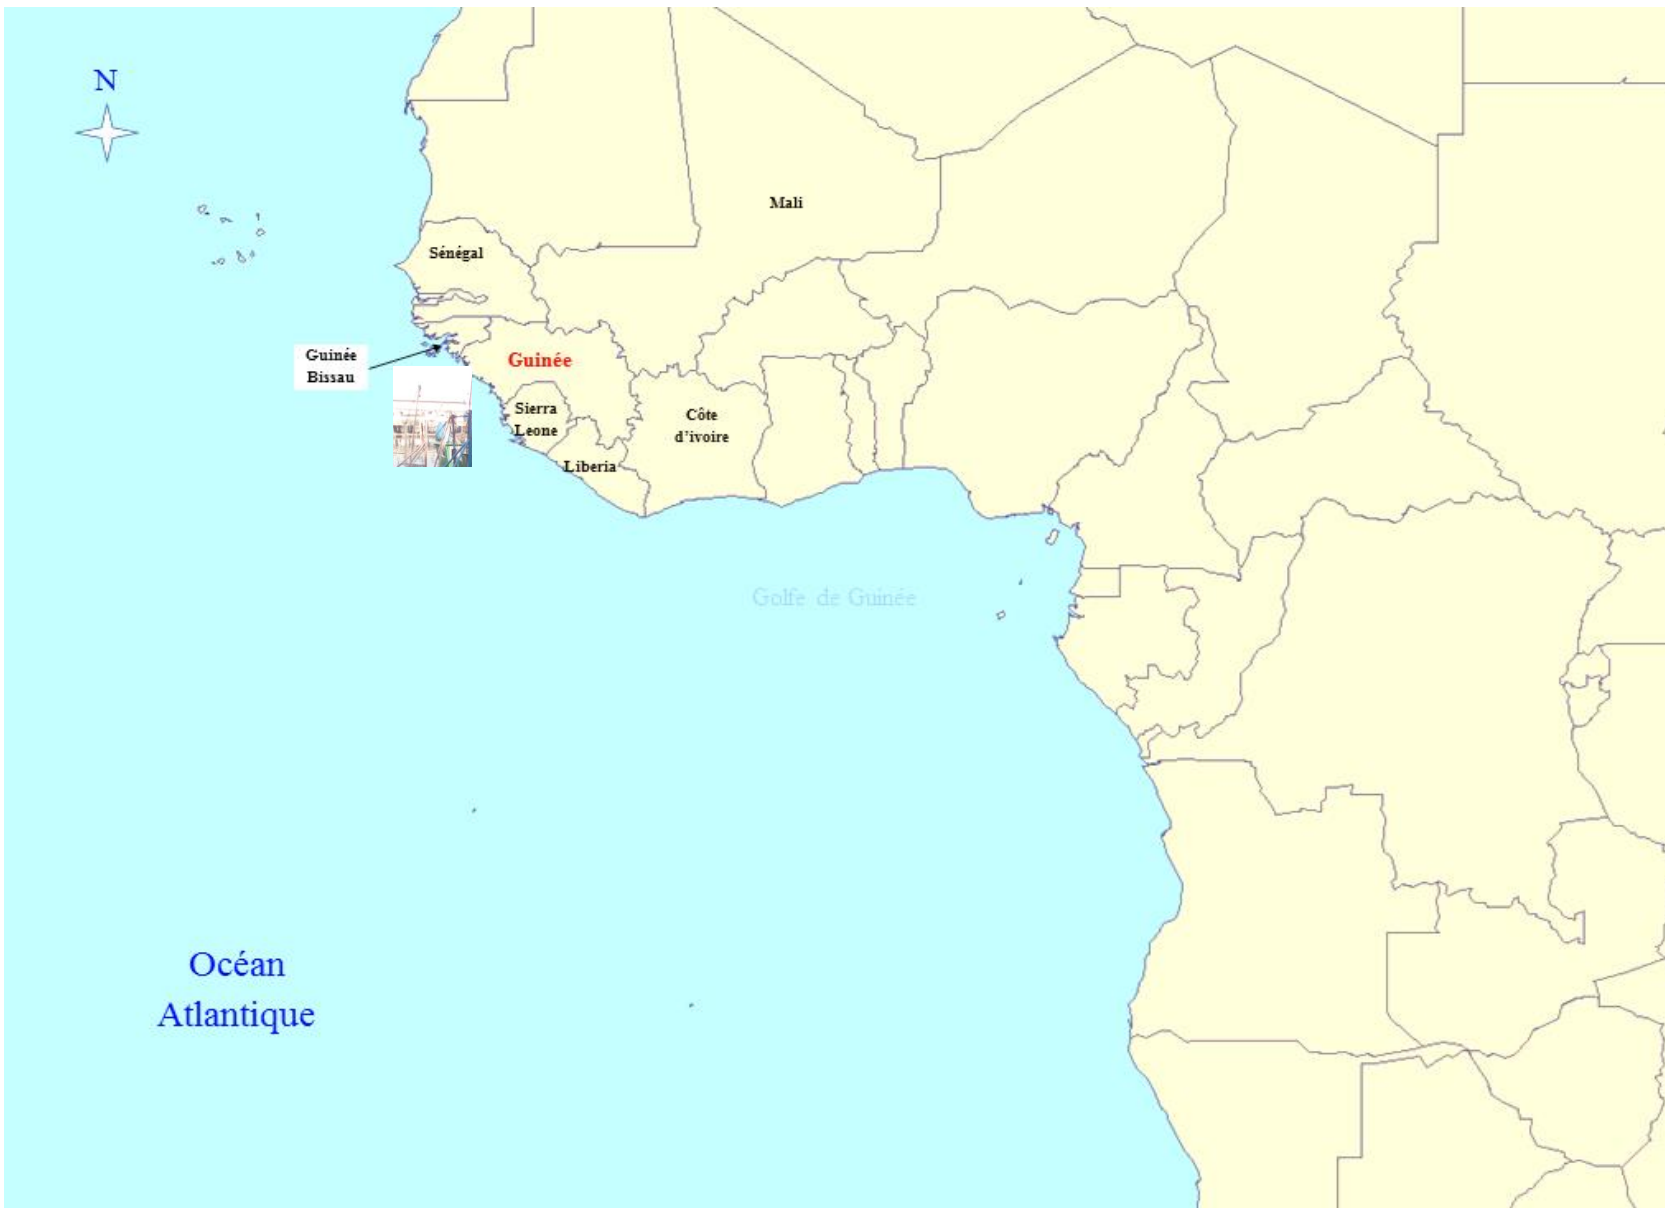 N
Mali
Sénégal
Guinée
Bissau
Guinée
Sierra
Leone
Côte
d'ivoire
Liberia
Golfe de Guinée
Océan
Atlantique